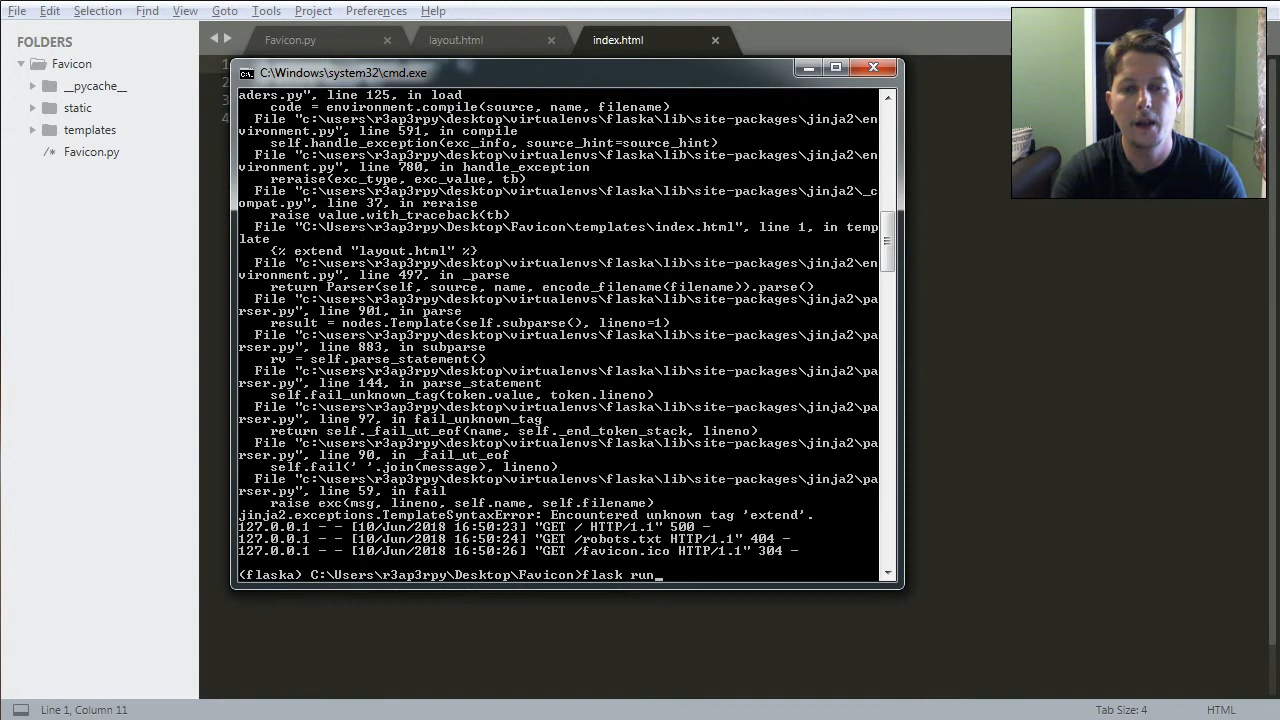 File Edit Selection Find View Goto Tools Project Preferences Help
FOLDERS
Favicon
__pycache__
static
templates
Favicon.py
Favicon.py
layout.html
index.html
C:\Windows\system32\cmd.exe
aders.py", line 125, in load
code = environment.compile(source, name, filename)
File "c:\users\r3ap3rpy\desktop\virtualenvs\flaska\lib\site-packages\jinja2\en
vironment.py", line 591, in compile
self.handle_exception(exc_info, source_hint=source_hint)
File "c:\users\r3ap3rpy\desktop\virtualenvs\flaska\lib\site-packages\jinja2\en
vironment.py", line 780, in handle_exception
reraise(exc_type, exc_value, tb)
File "c:\users\r3ap3rpy\desktop\virtualenvs\flaska\lib\site-packages\jinja2\_c
ompat.py", line 37, in reraise
raise value.with_traceback(tb)
File "C:\Users\r3ap3rpy\Desktop\Favicon\templates\index.html", line 1, in temp
late
{% extend "layout.html" %}
File "c:\users\r3ap3rpy\desktop\virtualenvs\flaska\lib\site-packages\jinja2\en
vironment.py", line 497, in _parse
return Parser(self, source, name, encode_filename(filename)).parse()
File "c:\users\r3ap3rpy\desktop\virtualenvs\flaska\lib\site-packages\jinja2\pa
rser.py", line 901, in parse
result = nodes.Template(self.subparse(), lineno=1)
File "c:\users\r3ap3rpy\desktop\virtualenvs\flaska\lib\site-packages\jinja2\pa
rser.py", line 883, in subparse
rv = self.parse_statement()
File "c:\users\r3ap3rpy\desktop\virtualenvs\flaska\lib\site-packages\jinja2\pa
rser.py", line 144, in parse_statement
self.fail_unknown_tag(token.value, token.lineno)
File "c:\users\r3ap3rpy\desktop\virtualenvs\flaska\lib\site-packages\jinja2\pa
rser.py", line 97, in fail_unknown_tag
return self._fail_ut_eof(name, self._end_token_stack, lineno)
File "c:\users\r3ap3rpy\desktop\virtualenvs\flaska\lib\site-packages\jinja2\pa
rser.py", line 90, in _fail_ut_eof
self.fail(' '.join(message), lineno)
File "c:\users\r3ap3rpy\desktop\virtualenvs\flaska\lib\site-packages\jinja2\pa
rser.py", line 59, in fail
raise exc(msg, lineno, self.name, self.filename)
jinja2.exceptions.TemplateSyntaxError: Encountered unknown tag 'extend'.
127.0.0.1 - - [10/Jun/2018 16:50:23] "GET / HTTP/1.1" 500 -
127.0.0.1 - - [10/Jun/2018 16:50:24] "GET /robots.txt HTTP/1.1" 404 -
127.0.0.1 - - [10/Jun/2018 16:50:26] "GET /favicon.ico HTTP/1.1" 304 -
(flaska) C:\Users\r3ap3rpy\Desktop\Favicon>flask run_
Line 1, Column 11
Tab Size: 4
HTML